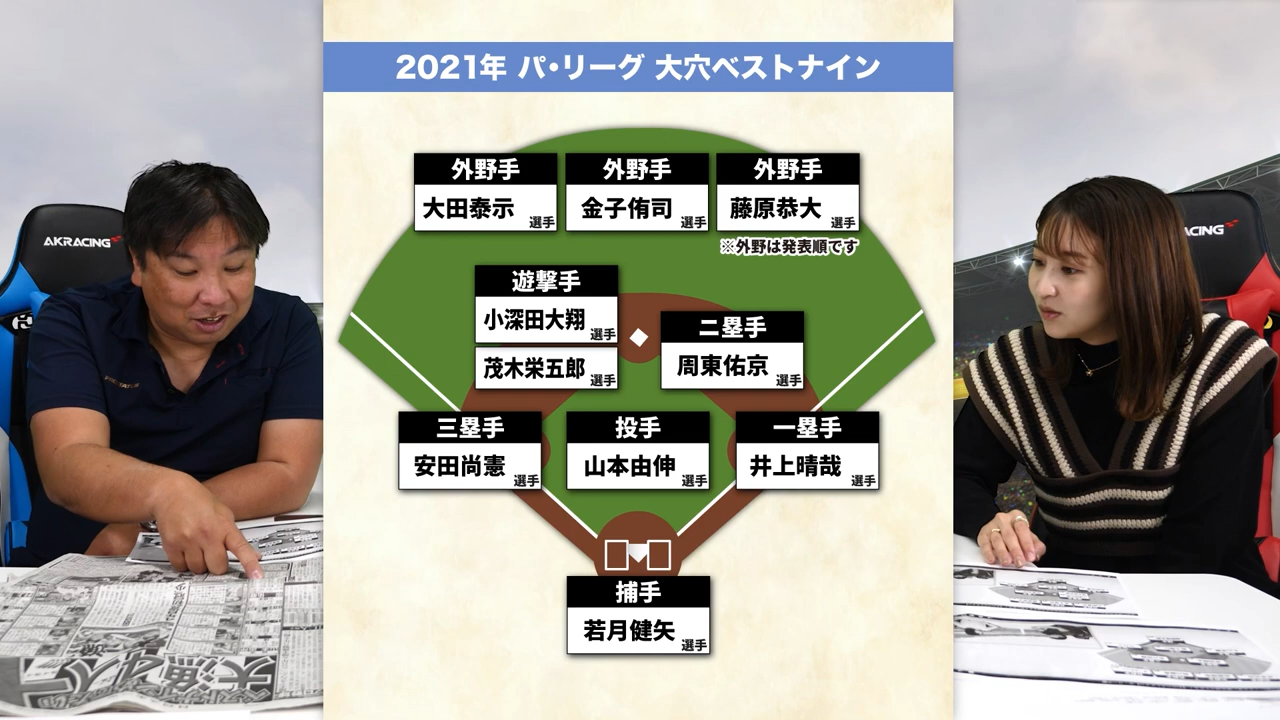 2021年 パ・リーグ 大穴ベストナイン
外野手
大田泰示 選手
外野手
金子侑司 選手
外野手
藤原恭大 選手
※外野は発表順です
遊撃手
小深田大翔 選手
茂木栄五郎 選手
二塁手
周東佑京 選手
三塁手
安田尚憲 選手
投手
山本由伸 選手
一塁手
井上晴哉 選手
捕手
若月健矢 選手
AKRACING
CING